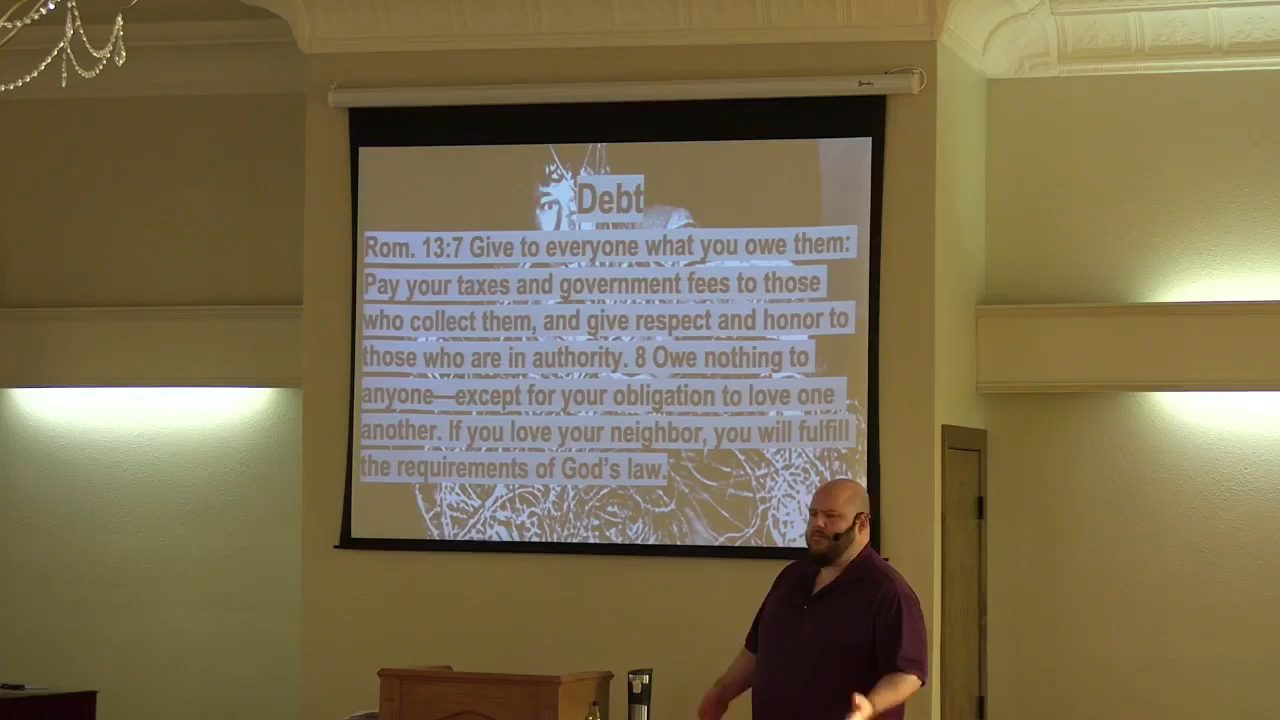 Debt
Rom. 13:7 Give to everyone what you owe them:
Pay your taxes and government fees to those
who collect them, and give respect and honor to
those who are in authority. 8 Owe nothing to
anyone—except for your obligation to love one
another. If you love your neighbor, you will fulfill
the requirements of God's law.